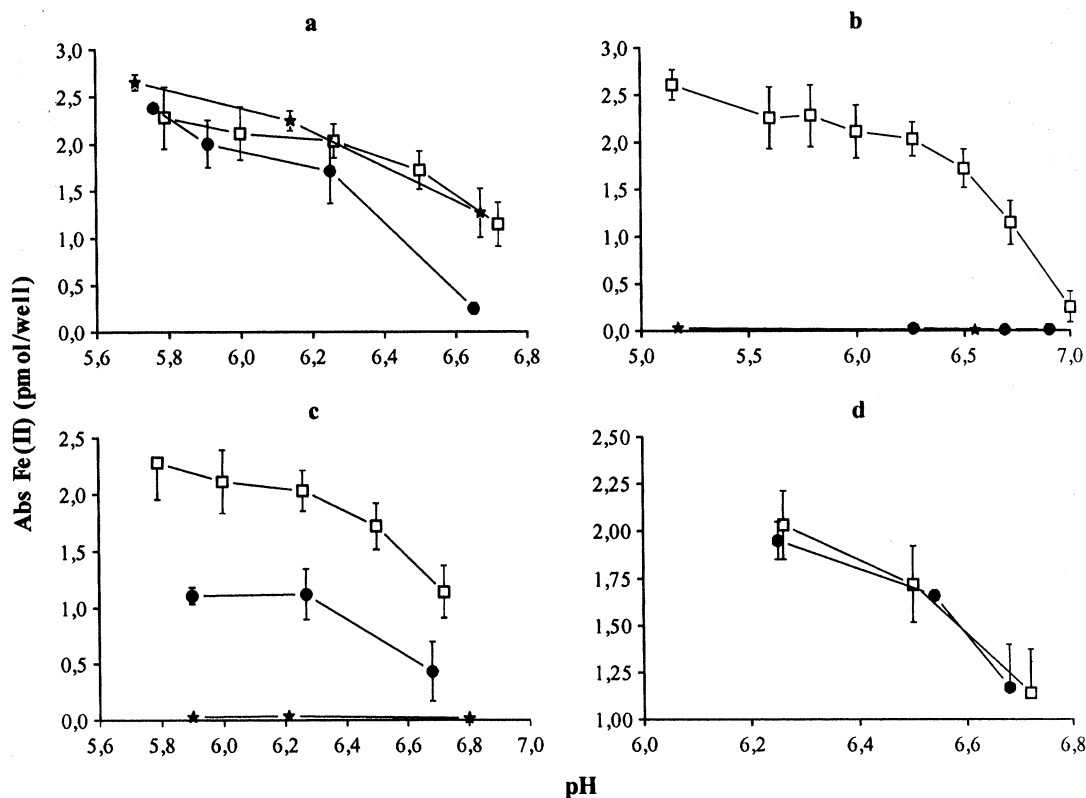 a
3,0
2,5
2,0
1,5
1,0
0,5
0,0
5,6 5,8 6,0 6,2 6,4 6,6 6,8
b
3,0
2,5
2,0
1,5
1,0
0,5
0,0
5,0 5,5 6,0 6,5 7,0
Abs Fe(II) (pmol/well)
c
2,5
2,0
1,5
1,0
0,5
0,0
5,6 5,8 6,0 6,2 6,4 6,6 6,8 7,0
d
2,50
2,25
2,00
1,75
1,50
1,25
1,00
6,0 6,2 6,4 6,6 6,8
pH